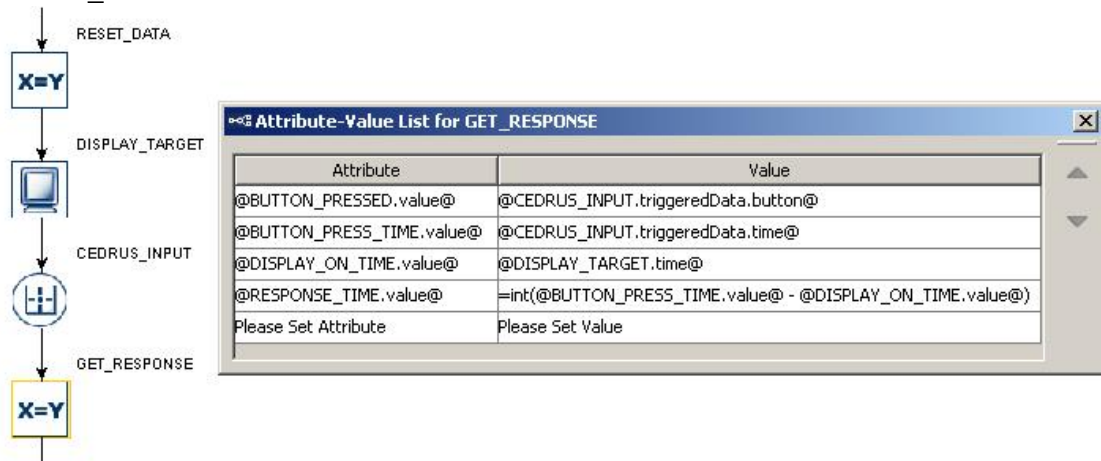 RESET_DATA
X=Y
DISPLAY_TARGET
CEDRUS_INPUT
GET_RESPONSE
X=Y
Attribute-Value List for GET_RESPONSE
Attribute Value
@BUTTON_PRESSED.value@ @CEDRUS_INPUT.triggeredData.button@
@BUTTON_PRESS_TIME.value@ @CEDRUS_INPUT.triggeredData.time@
@DISPLAY_ON_TIME.value@ @DISPLAY_TARGET.time@
@RESPONSE_TIME.value@ =int(@BUTTON_PRESS_TIME.value@ - @DISPLAY_ON_TIME.value@)
Please Set Attribute Please Set Value